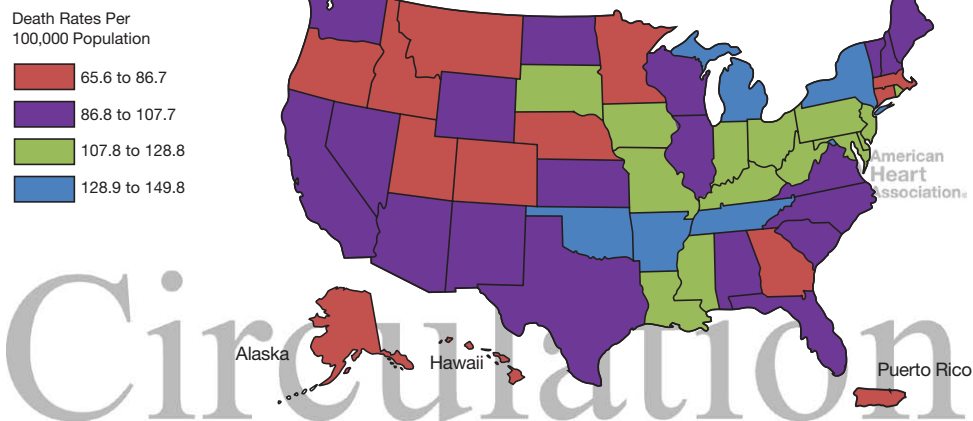 Death Rates Per
100,000 Population
65.6 to 86.7
86.8 to 107.7
107.8 to 128.8
128.9 to 149.8
American
Heart
Association®
Circulation
Alaska
Hawaii
Puerto Rico